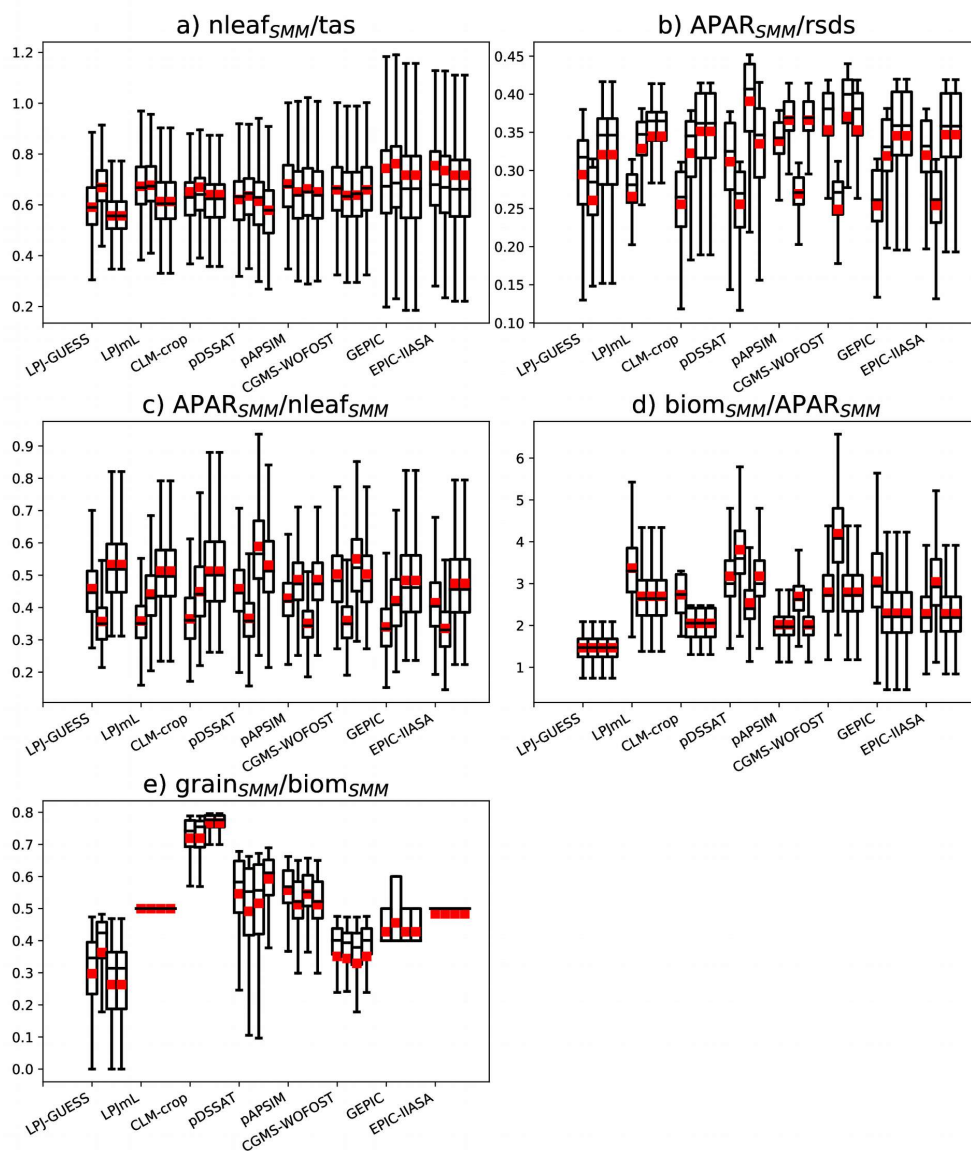 a) nleaf_SMM/tas
1.2
1.0
0.8
0.6
0.4
0.2
LPJ-GUESS
LPJmL
CLM-crop
pDSSAT
pAPSIM
CGMS-WOFOST
GEPIC
EPIC-IIASA
b) APAR_SMM/rsds
0.45
0.40
0.35
0.30
0.25
0.20
0.15
0.10
LPJ-GUESS
LPJmL
CLM-crop
pDSSAT
pAPSIM
CGMS-WOFOST
GEPIC
EPIC-IIASA
c) APAR_SMM/nleaf_SMM
0.9
0.8
0.7
0.6
0.5
0.4
0.3
0.2
LPJ-GUESS
LPJmL
CLM-crop
pDSSAT
pAPSIM
CGMS-WOFOST
GEPIC
EPIC-IIASA
d) biom_SMM/APAR_SMM
6
5
4
3
2
1
LPJ-GUESS
LPJmL
CLM-crop
pDSSAT
pAPSIM
CGMS-WOFOST
GEPIC
EPIC-IIASA
e) grain_SMM/biom_SMM
0.8
0.7
0.6
0.5
0.4
0.3
0.2
0.1
0.0
LPJ-GUESS
LPJmL
CLM-crop
pDSSAT
pAPSIM
CGMS-WOFOST
GEPIC
EPIC-IIASA